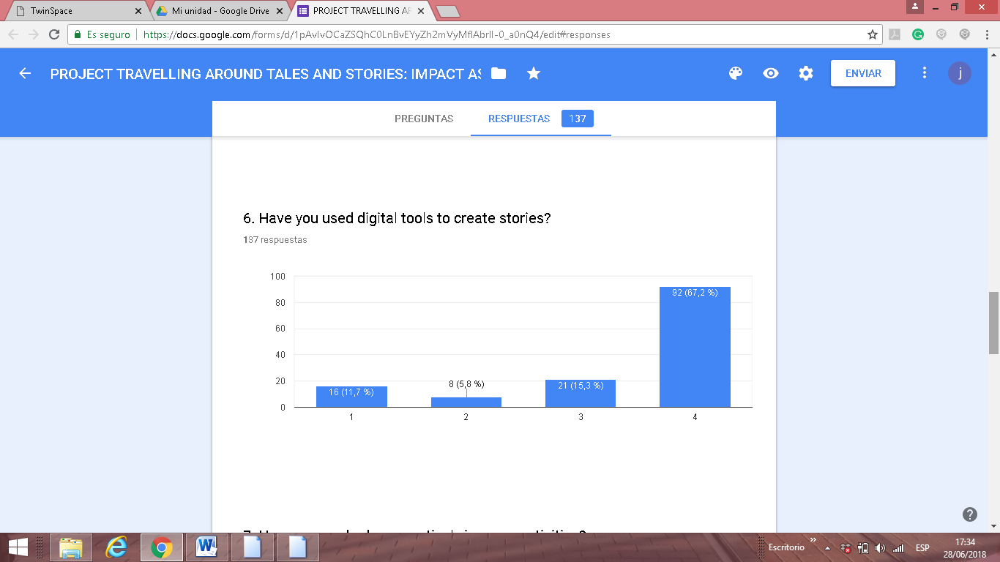 TwinSpace
Mi unidad - Google Drive
PROJECT TRAVELLING AF
Es seguro
https://docs.google.com/forms/d/1pAvlvOCaZSQhC0LnBvEYyZh2mVyMflAbrlI-0_a0nQ4/edit#responses
PROJECT TRAVELLING AROUND TALES AND STORIES: IMPACT AS
ENVIAR
j
PREGUNTAS
RESPUESTAS 137
6. Have you used digital tools to create stories?
137 respuestas
100
80
60
40
20
0
16 (11,7 %)
8 (5,8 %)
21 (15,3 %)
92 (67,2 %)
1 2 3 4
Escritorio
ESP
17:34
28/06/2018